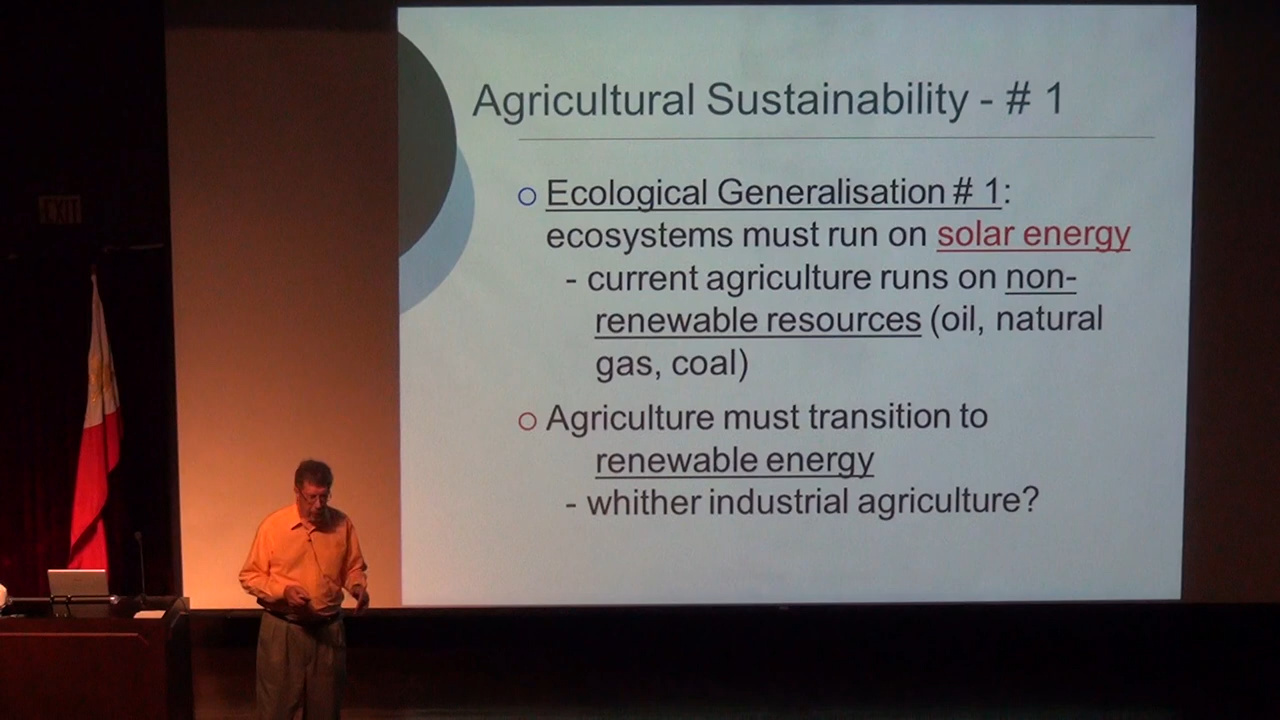 Agricultural Sustainability - # 1
Ecological Generalisation # 1:
ecosystems must run on solar energy
- current agriculture runs on non-
renewable resources (oil, natural
gas, coal)
Agriculture must transition to
renewable energy
- whither industrial agriculture?
EXIT